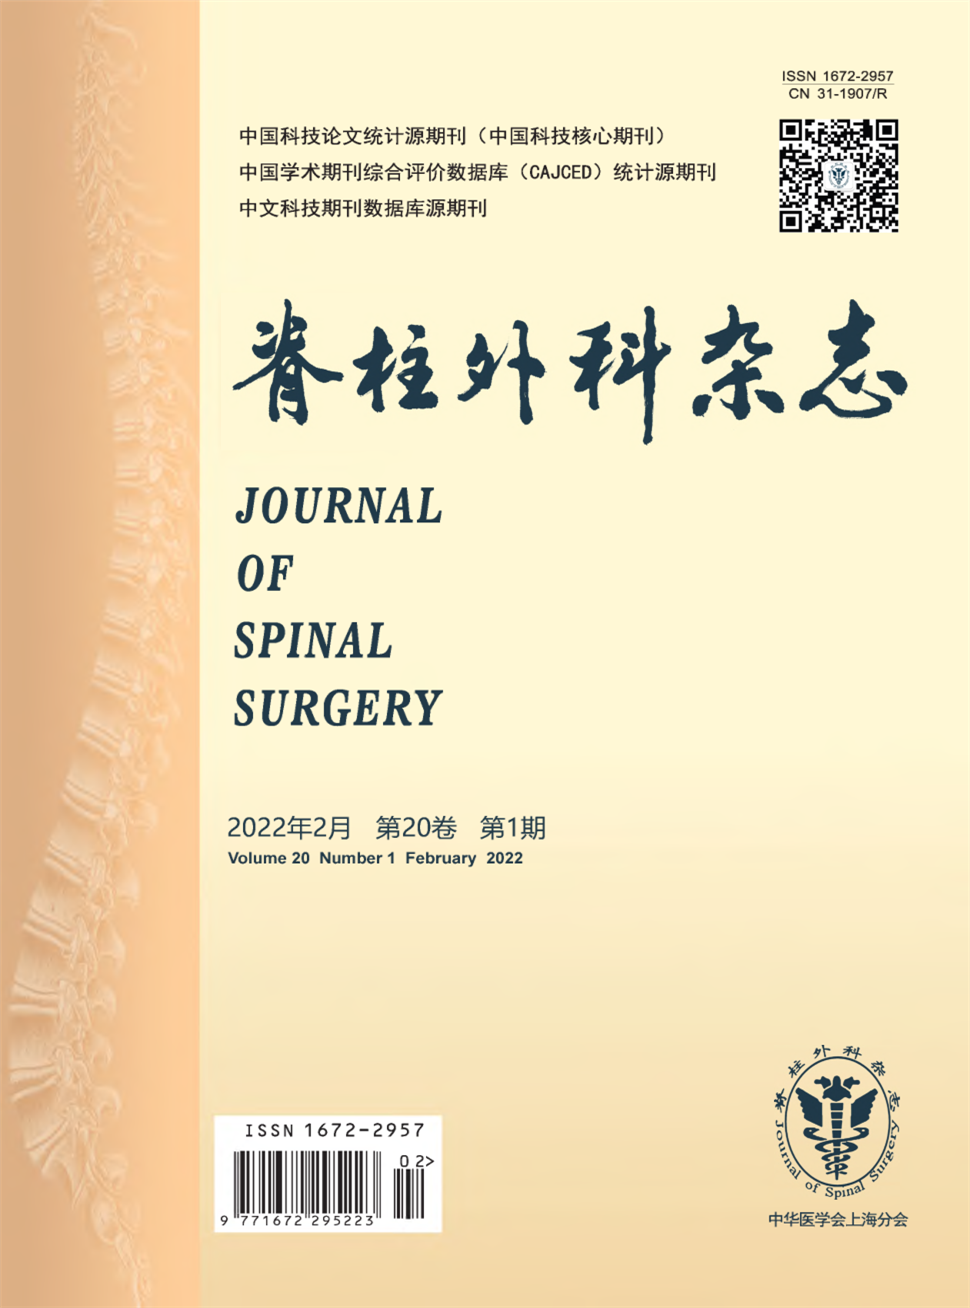 ISSN 1672-2957
CN 31-1907/R
中国科技论文统计源期刊（中国科技核心期刊）
中国学术期刊综合评价数据库（CAJCED）统计源期刊
中文科技期刊数据库源期刊
脊柱外科杂志
JOURNAL
OF
SPINAL
SURGERY
2022年2月 第20卷 第1期
Volume 20 Number 1 February 2022
ISSN 1672-2957
02>
9 771672 295223
脊柱外科杂志
Journal of Spinal Surgery
中华医学会上海分会